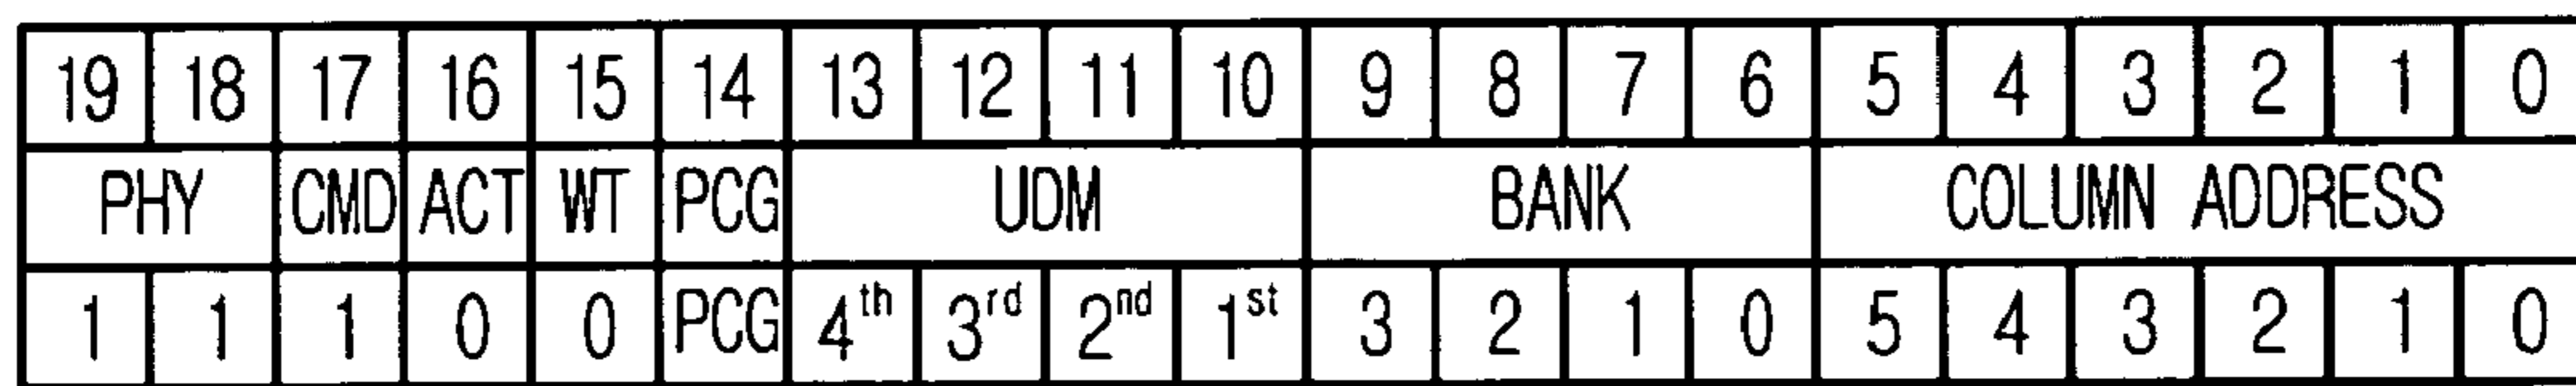 19 18 17 16 15 14 13 12 11 10 9 8 7 6 5 4 3 2 1 0
PHY CMD ACT WT PCG UDM BANK COLUMN ADDRESS
1 1 1 0 0 PCG 4th 3rd 2nd 1st 3 2 1 0 5 4 3 2 1 0